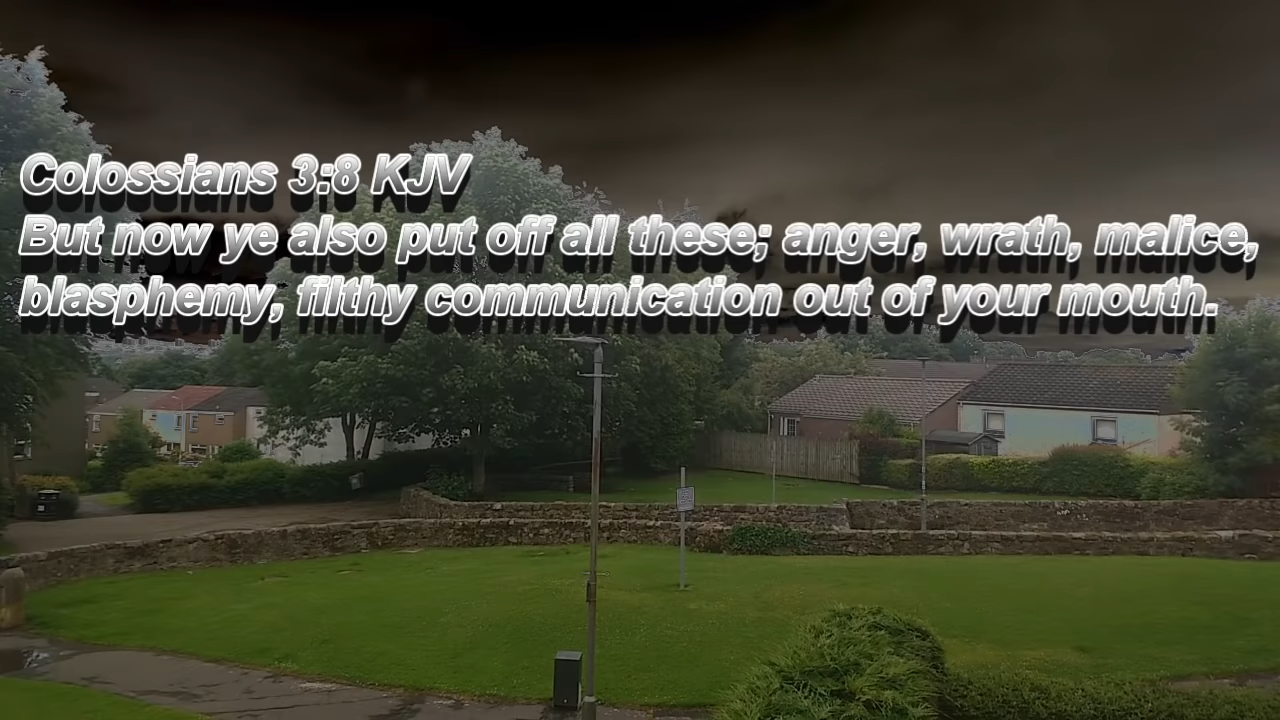 Colossians 3:8 KJV
But now ye also put off all these; anger, wrath, malice,
blasphemy, filthy communication out of your mouth.